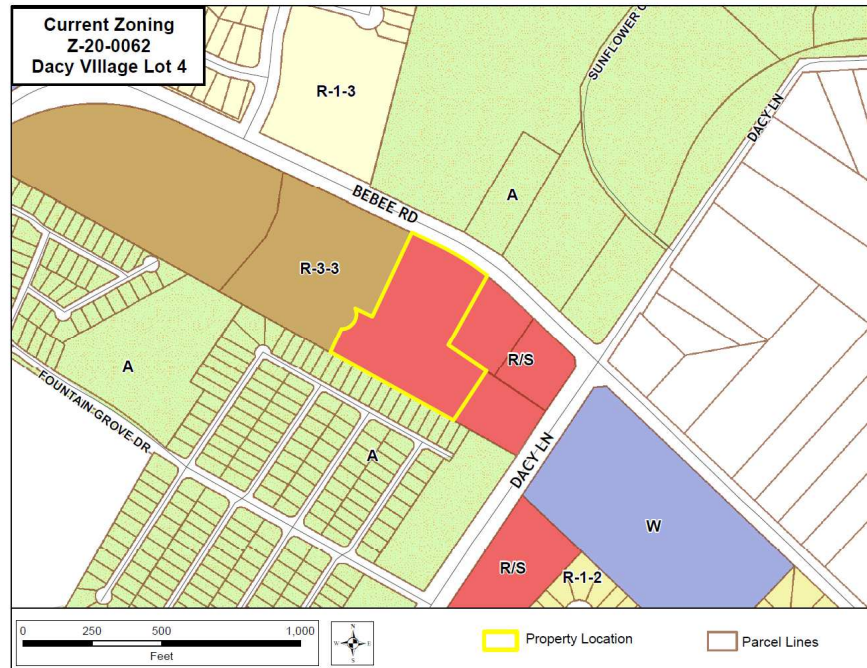 Current Zoning
Z-20-0062
Dacy VIllage Lot 4
R-1-3
SUNFLOWER
DACY LN
BEBEE RD
A
R-3-3
R/S
A
FOUNTAIN GROVE DR
A
DACY LN
W
R/S
R-1-2
0 250 500 1,000
Feet
N
W E
S
Property Location
Parcel Lines